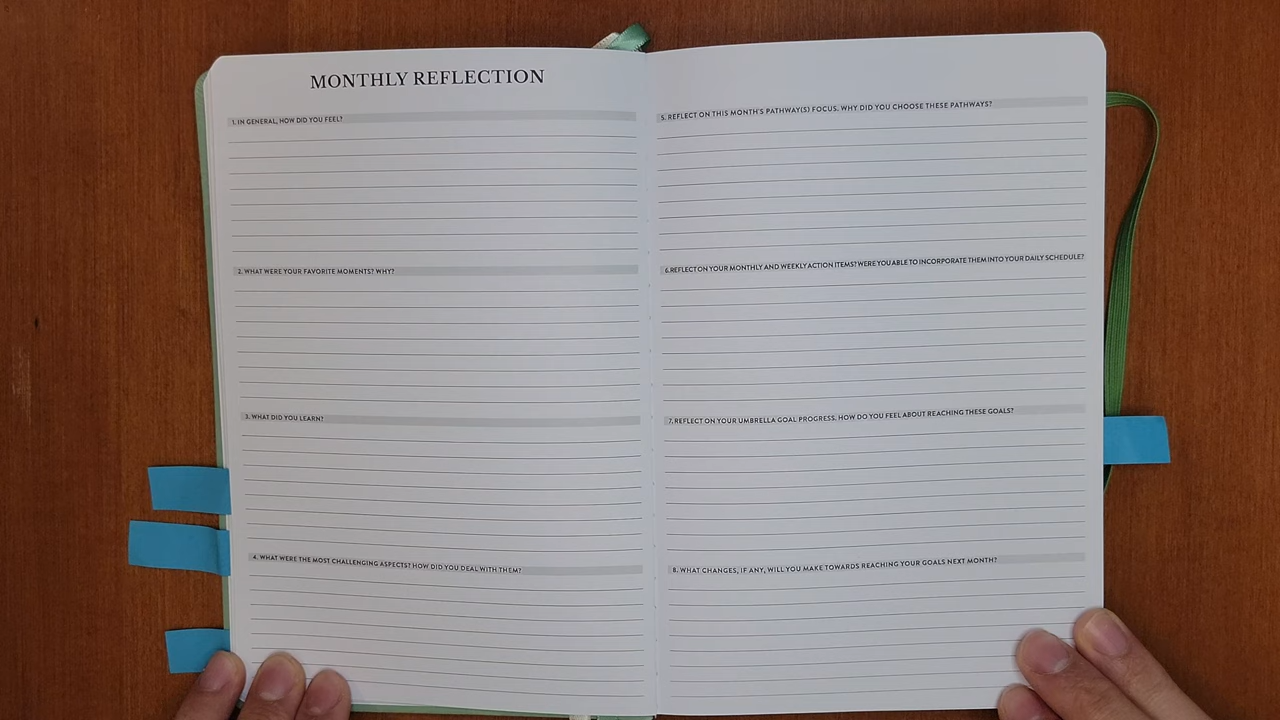 MONTHLY REFLECTION
1. IN GENERAL, HOW DID YOU FEEL?
2. WHAT WERE YOUR FAVORITE MOMENTS? WHY?
3. WHAT DID YOU LEARN?
4. WHAT WERE THE MOST CHALLENGING ASPECTS? HOW DID YOU DEAL WITH THEM?
5. REFLECT ON THIS MONTH'S PATHWAY(S) FOCUS. WHY DID YOU CHOOSE THESE PATHWAYS?
6. REFLECT ON YOUR MONTHLY AND WEEKLY ACTION ITEMS? WERE YOU ABLE TO INCORPORATE THEM INTO YOUR DAILY SCHEDULE?
7. REFLECT ON YOUR UMBRELLA GOAL PROGRESS. HOW DO YOU FEEL ABOUT REACHING THESE GOALS?
8. WHAT CHANGES, IF ANY, WILL YOU MAKE TOWARDS REACHING YOUR GOALS NEXT MONTH?